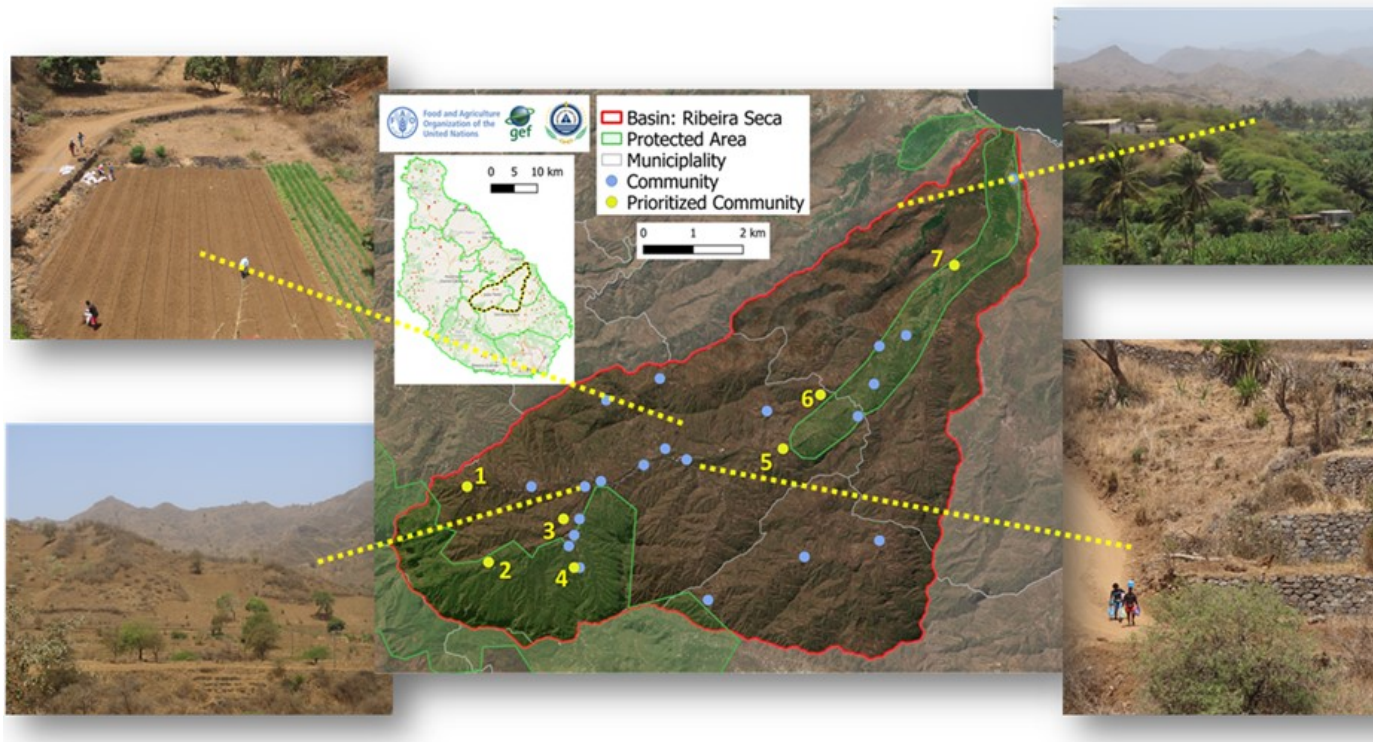 Food and Agriculture
Organization of the
United Nations
gef
Basin: Ribeira Seca
Protected Area
Municiplality
Community
Prioritized Community
0 5 10 km
0 1 2 km
7
6
5
1
3
2
4